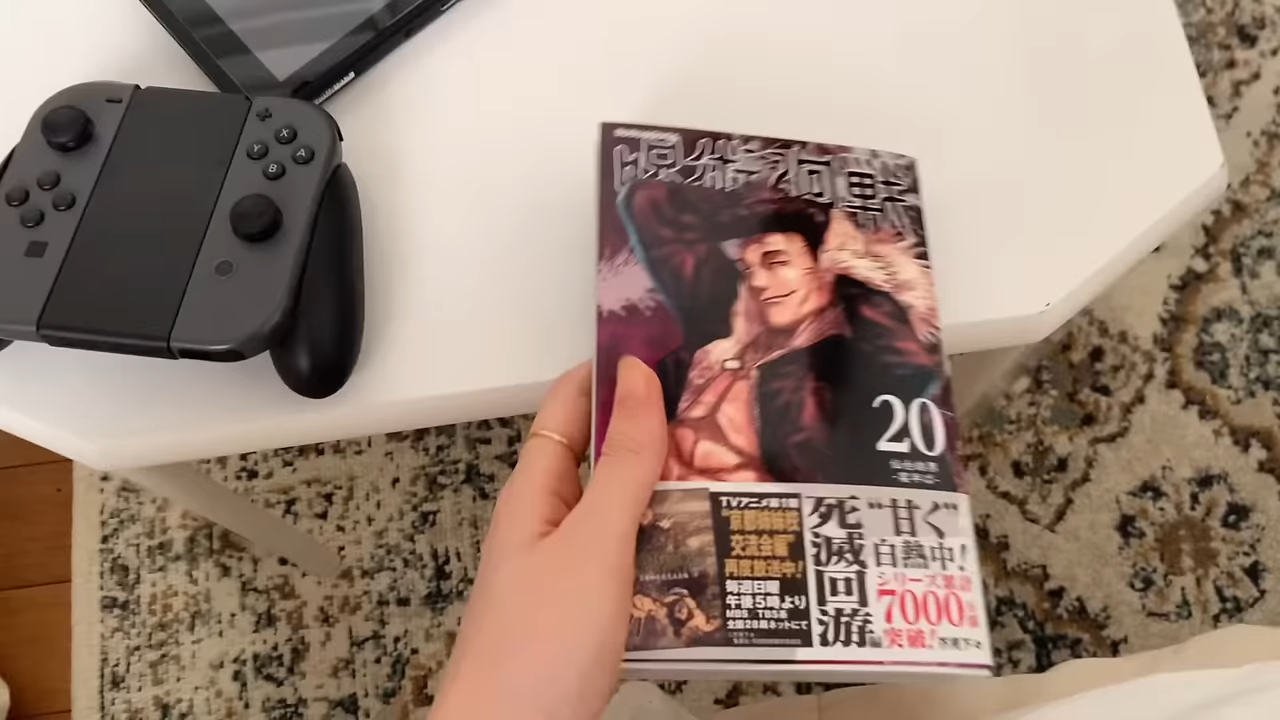 呪術廻戦
20
TVアニメ第1期
"京都姉妹校
交流会編"
再度放送中!
毎週日曜
午後5時より
MBS/TBS系
全国28局ネットにて
死滅回游編
"甘く"
白熱中!
シリーズ累計
7000万部
突破!
芥見下々
X
Y
A
B